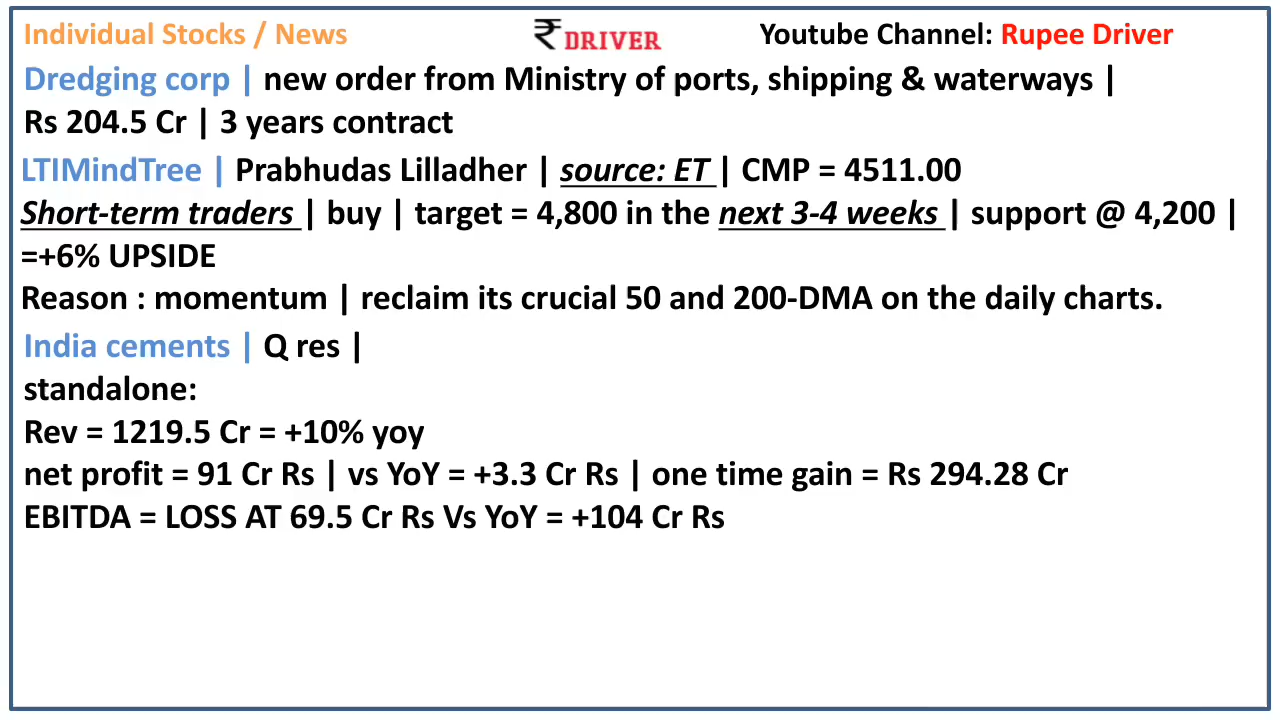 Individual Stocks / News
₹ DRIVER
Youtube Channel: Rupee Driver
Dredging corp | new order from Ministry of ports, shipping & waterways |
Rs 204.5 Cr | 3 years contract
LTIMindTree | Prabhudas Lilladher | source: ET | CMP = 4511.00
Short-term traders | buy | target = 4,800 in the next 3-4 weeks | support @ 4,200 |
=+6% UPSIDE
Reason : momentum | reclaim its crucial 50 and 200-DMA on the daily charts.
India cements | Q res |
standalone:
Rev = 1219.5 Cr = +10% yoy
net profit = 91 Cr Rs | vs YoY = +3.3 Cr Rs | one time gain = Rs 294.28 Cr
EBITDA = LOSS AT 69.5 Cr Rs Vs YoY = +104 Cr Rs